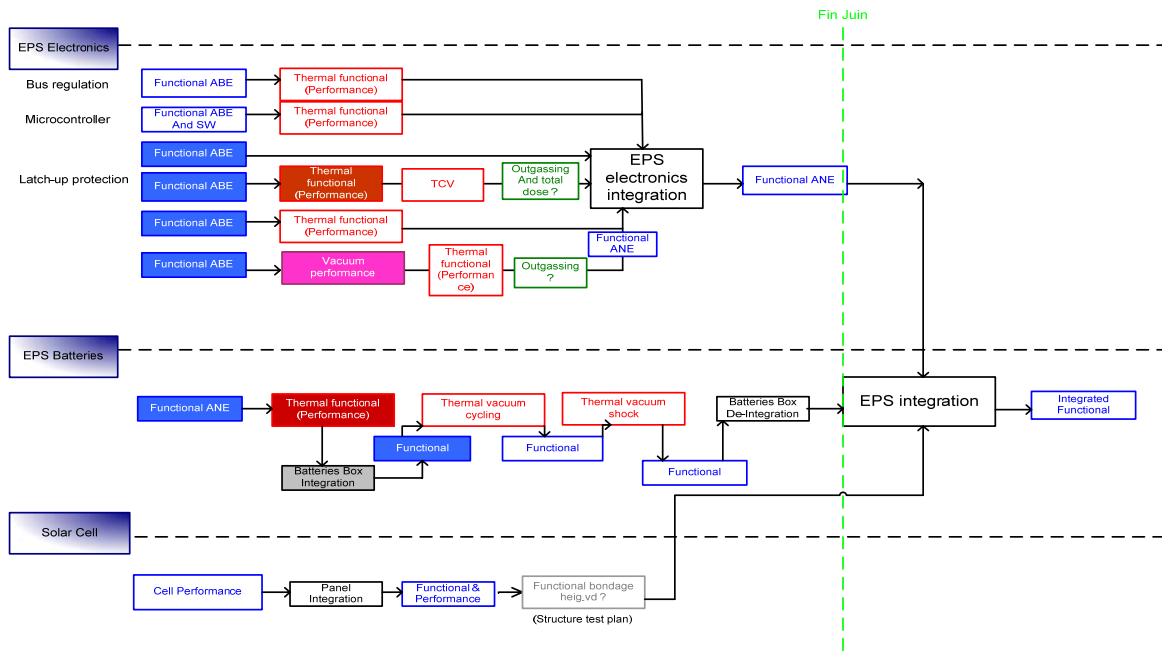 Fin Juin
EPS Electronics
Bus regulation
Functional ABE
Thermal functional
(Performance)
Microcontroller
Functional ABE
And SW
Thermal functional
(Performance)
Functional ABE
Latch-up protection
Functional ABE
Thermal
functional
(Performance)
TCV
Outgassing
And total
dose ?
EPS
electronics
integration
Functional ANE
Functional ABE
Thermal functional
(Performance)
Functional
ANE
Functional ABE
Vacuum
performance
Thermal
functional
(Performan
ce)
Outgassing
?
EPS Batteries
Functional ANE
Thermal functional
(Performance)
Thermal vacuum
cycling
Thermal vacuum
shock
Batteries Box
De-Integration
EPS integration
Integrated
Functional
Functional
Functional
Functional
Batteries Box
Integration
Solar Cell
Cell Performance
Panel
Integration
Functional &
Performance
Functional bondage
heig_vd ?
(Structure test plan)